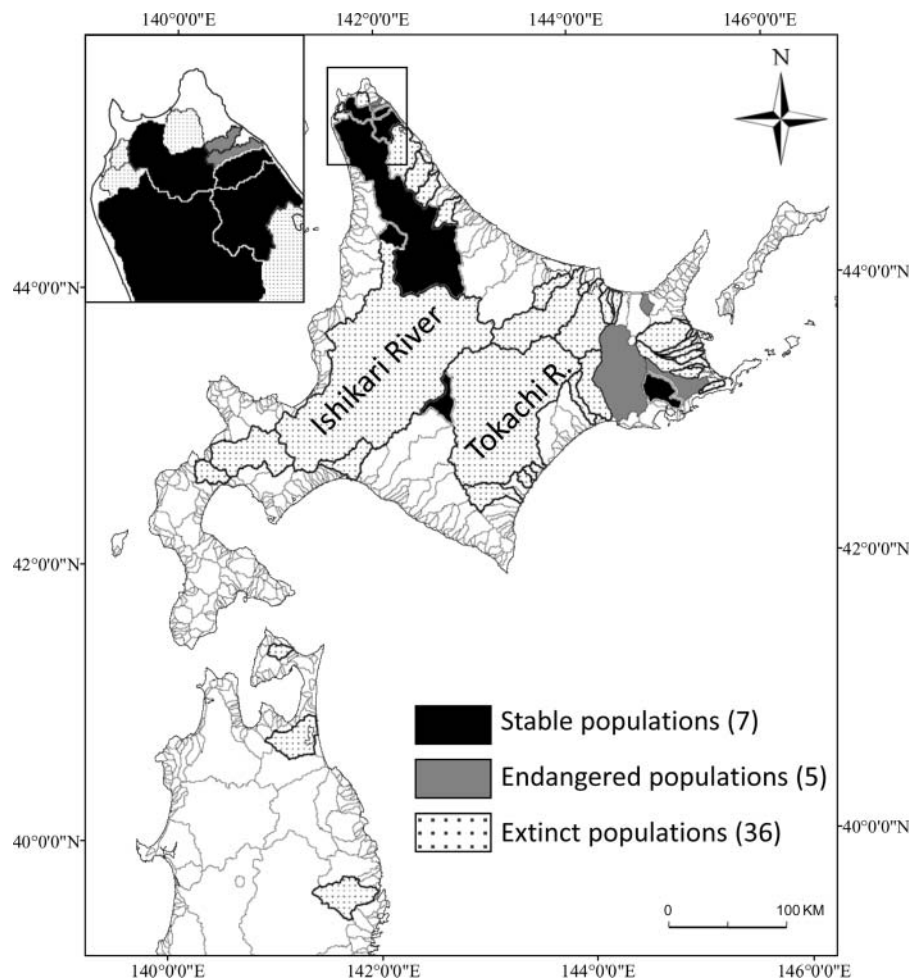 140°0'0"E 142°0'0"E 144°0'0"E 146°0'0"E
N
44°0'0"N 44°0'0"N
Ishikari River
Tokachi R.
42°0'0"N 42°0'0"N
Stable populations (7)
Endangered populations (5)
Extinct populations (36)
40°0'0"N 40°0'0"N
0 100 KM
140°0'0"E 142°0'0"E 144°0'0"E 146°0'0"E